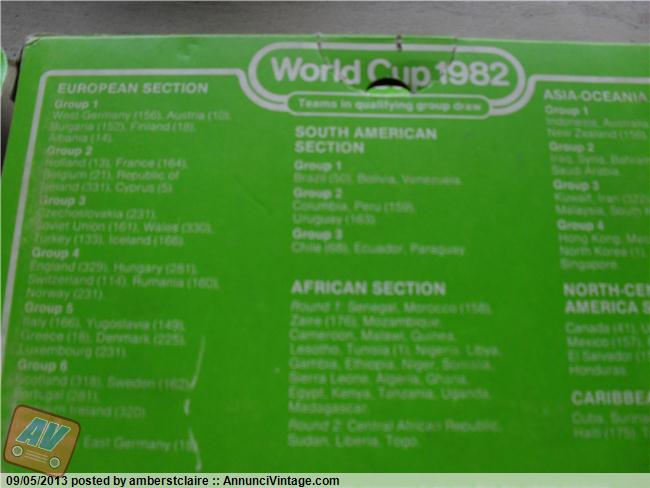 World Cup 1982
Teams in qualifying group draw
EUROPEAN SECTION
Group 1
West Germany (156), Austria (10),
Bulgaria (152), Finland (18),
Albania (14).
Group 2
Holland (13), France (164),
Belgium (21), Republic of
Ireland (331), Cyprus (5).
Group 3
Czechoslovakia (231),
Soviet Union (161), Wales (330),
Turkey (133), Iceland (166).
Group 4
England (329), Hungary (281),
Switzerland (114), Rumania (160),
Norway (231).
Group 5
Italy (166), Yugoslavia (149),
Greece (16), Denmark (225),
Luxembourg (231).
Group 6
Scotland (318), Sweden (162),
Portugal (281),
Ireland (320)
East Germany
SOUTH AMERICAN
SECTION
Group 1
Brazil (50), Bolivia, Venezuela.
Group 2
Columbia, Peru (159),
Uruguay (163).
Group 3
Chile (68), Ecuador, Paraguay
AFRICAN SECTION
Round 1: Senegal, Morocco (158),
Zaire (176), Mozambique,
Cameroon, Malawi, Guinea,
Lesotho, Tunisia (1), Nigeria, Libya,
Gambia, Ethiopia, Niger, Somalia,
Sierra Leone, Algeria, Ghana,
Egypt, Kenya, Tanzania, Uganda,
Madagascar.
Round 2: Central African Republic,
Sudan, Liberia, Togo.
ASIA-OCEANIA
Group 1
Indonesia, Australia
New Zealand (156)
Group 2
Iraq, Syria, Bahrain
Saudi Arabia.
Group 3
Kuwait, Iran (322)
Malaysia, South
Group 4
Hong Kong,
North Korea (1),
Singapore.
NORTH-CE
AMERICA S
Canada (41), U
Mexico (157),
El Salvador
Honduras
CARIBBEA
Cuba, Surin
Haiti (175), T
AV
09/05/2013 posted by amberstclaire :: AnnunciVintage.com